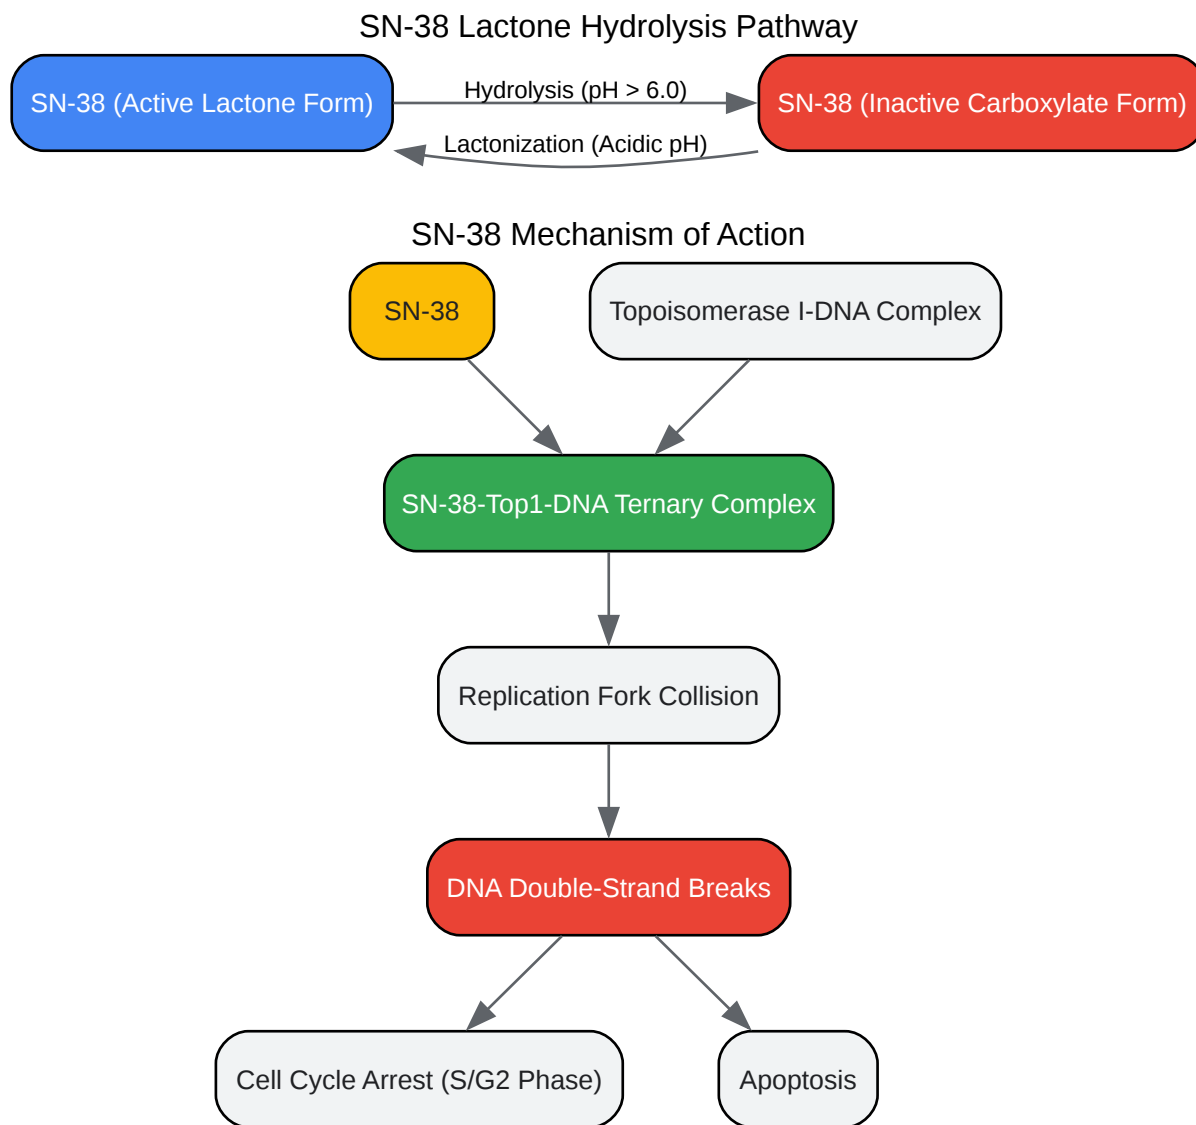 SN-38 Lactone Hydrolysis Pathway
SN-38 (Active Lactone Form)
Hydrolysis (pH > 6.0)
SN-38 (Inactive Carboxylate Form)
Lactonization (Acidic pH)
SN-38 Mechanism of Action
SN-38
Topoisomerase I-DNA Complex
SN-38-Top1-DNA Ternary Complex
Replication Fork Collision
DNA Double-Strand Breaks
Cell Cycle Arrest (S/G2 Phase)
Apoptosis